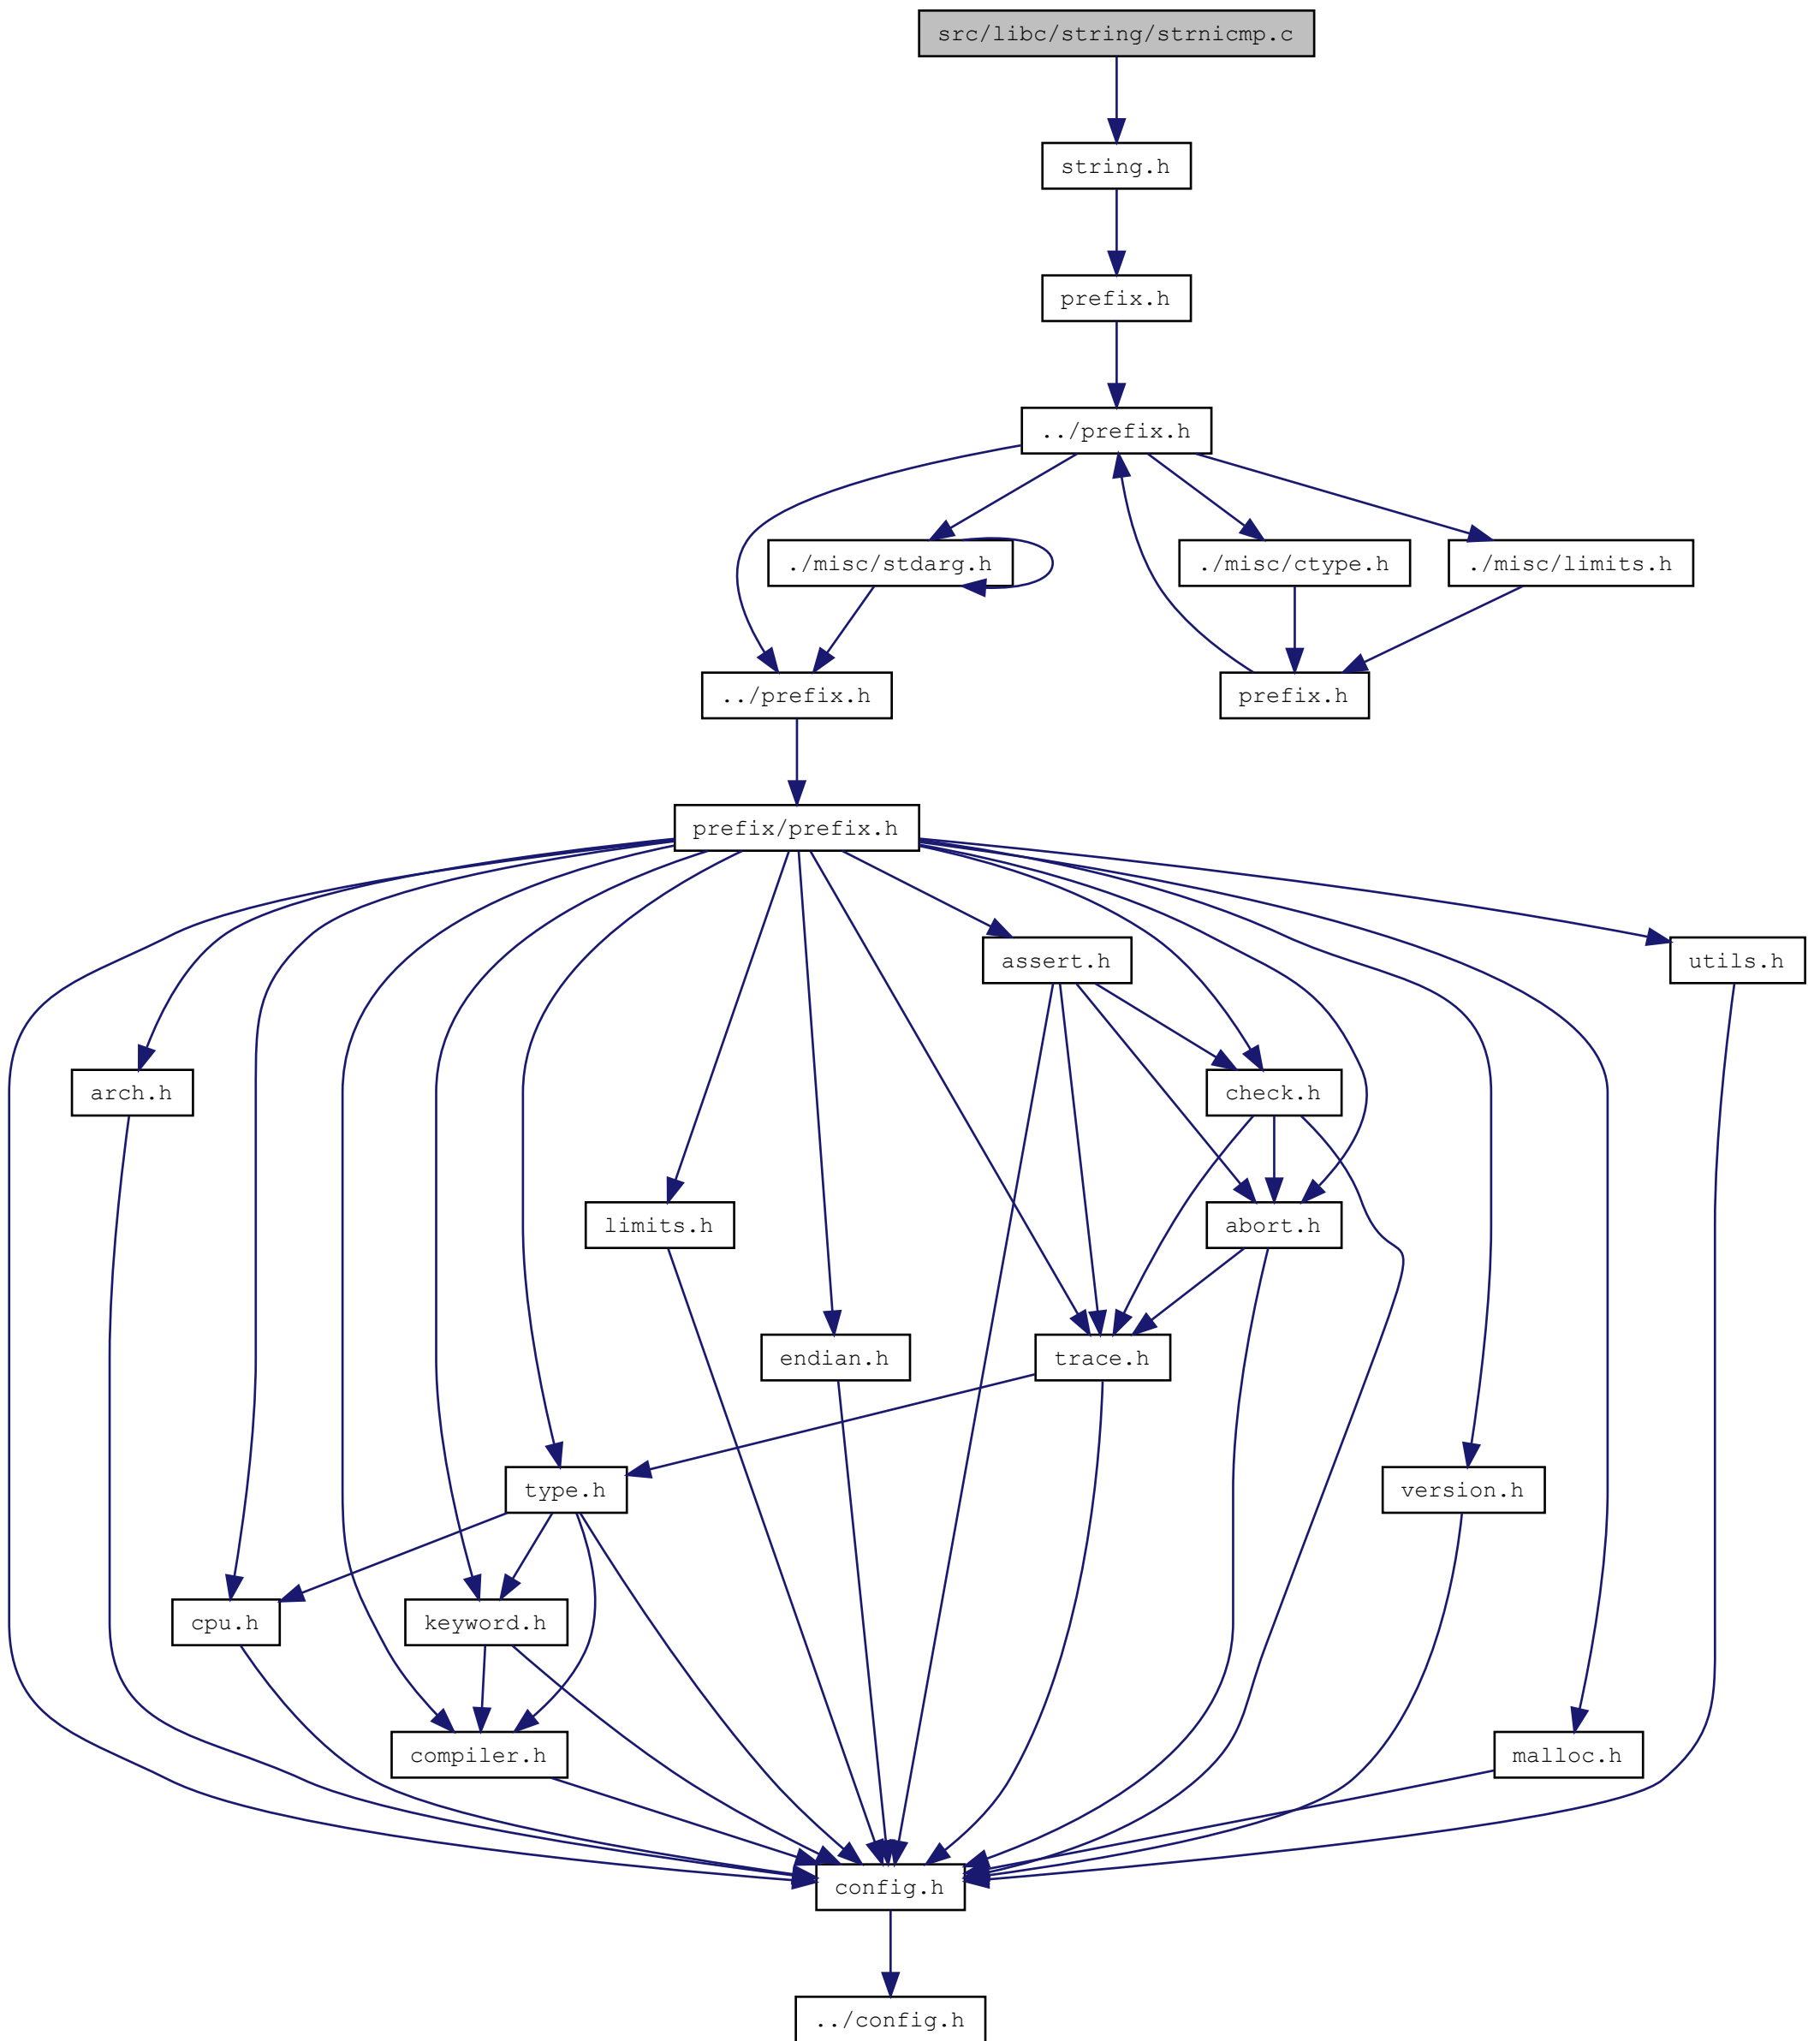 src/libc/string/strnicmp.c
string.h
prefix.h
../prefix.h
./misc/stdarg.h
./misc/ctype.h
./misc/limits.h
../prefix.h
prefix.h
prefix/prefix.h
assert.h
utils.h
arch.h
check.h
limits.h
abort.h
endian.h
trace.h
type.h
version.h
cpu.h
keyword.h
compiler.h
malloc.h
config.h
../config.h